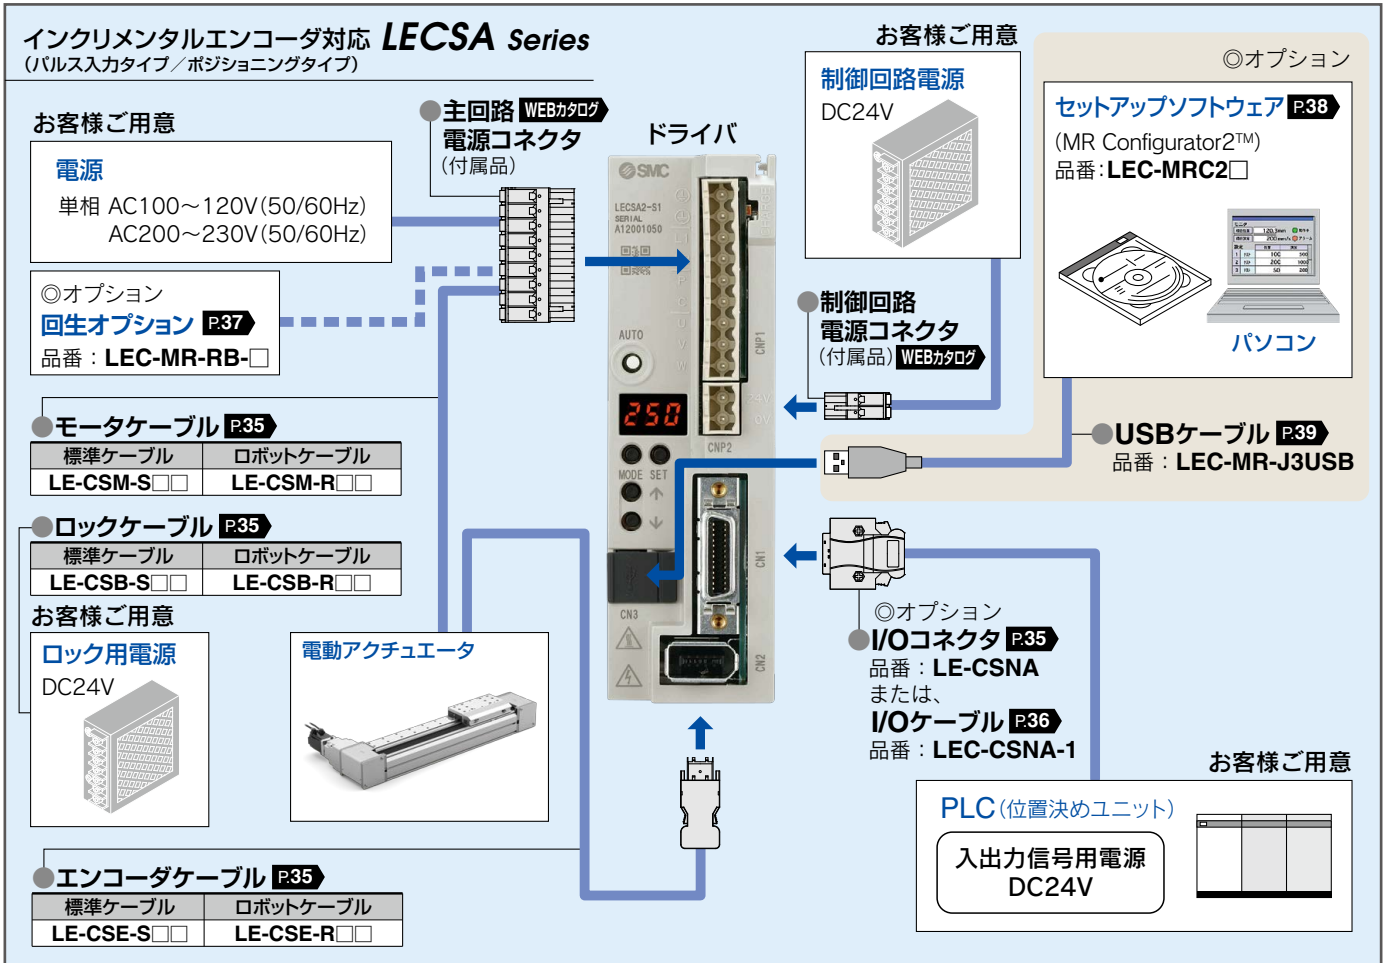 インクリメンタルエンコーダ対応 LECSA Series
（パルス入力タイプ／ポジショニングタイプ）
お客様ご用意
電源
単相 AC100～120V(50/60Hz)
AC200～230V(50/60Hz)
◎オプション
回生オプション P.37
品番：LEC-MR-RB-□
●主回路 WEBカタログ
電源コネクタ
(付属品)
ドライバ
SMC
LECSA2-S1
SERIAL
A12001050
AUTO
250
MODE SET
CNP1
24V
0V
CNP2
CN1
CN3
CN2
お客様ご用意
制御回路電源
DC24V
●制御回路
電源コネクタ
(付属品) WEBカタログ
◎オプション
セットアップソフトウェア P.38
(MR Configurator2™)
品番：LEC-MRC2□
パソコン
●USBケーブル P.39
品番：LEC-MR-J3USB
●モータケーブル P.35
標準ケーブル ロボットケーブル
LE-CSM-S□□ LE-CSM-R□□
●ロックケーブル P.35
標準ケーブル ロボットケーブル
LE-CSB-S□□ LE-CSB-R□□
お客様ご用意
ロック用電源
DC24V
電動アクチュエータ
●エンコーダケーブル P.35
標準ケーブル ロボットケーブル
LE-CSE-S□□ LE-CSE-R□□
◎オプション
●I/Oコネクタ P.35
品番：LE-CSNA
または、
I/Oケーブル P.36
品番：LEC-CSNA-1
お客様ご用意
PLC(位置決めユニット)
入出力信号用電源
DC24V